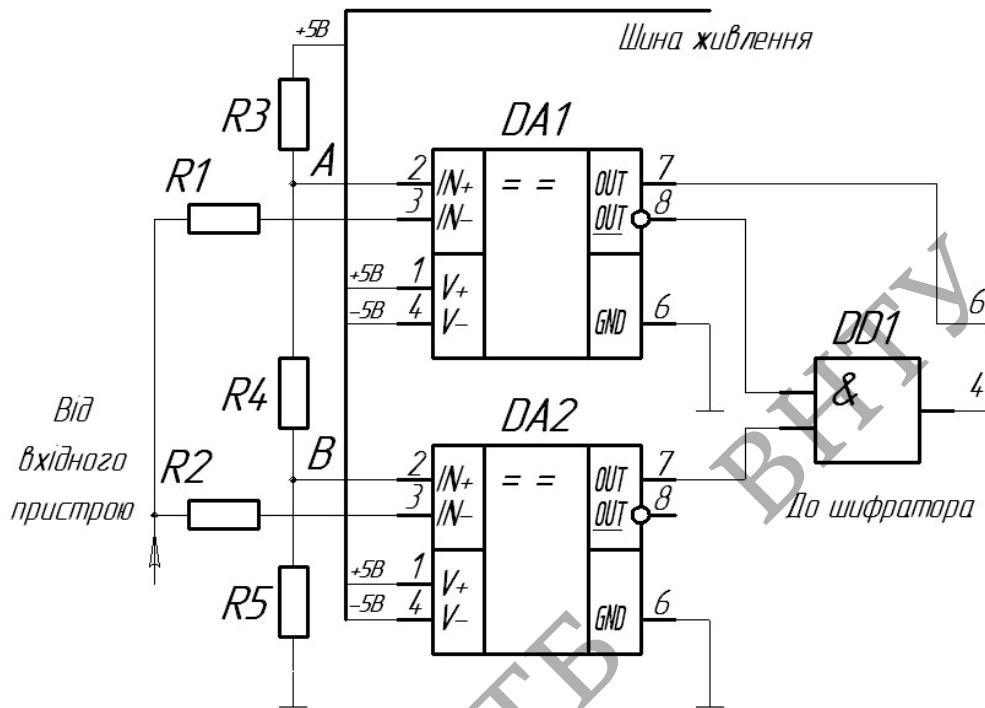 +5В
Шина живлення
R3
DA1
A
R1
2
IN+
= =
OUT
7
3
IN–
OUT
8
+5В
1
V+
–5В
4
V–
GND
6
6
DD1
&
4
R4
Від
вхідного
пристрою
DA2
B
R2
2
IN+
= =
OUT
7
3
IN–
OUT
8
До шифратора
+5В
1
V+
–5В
4
V–
GND
6
R5
ВНТУ
ТБ